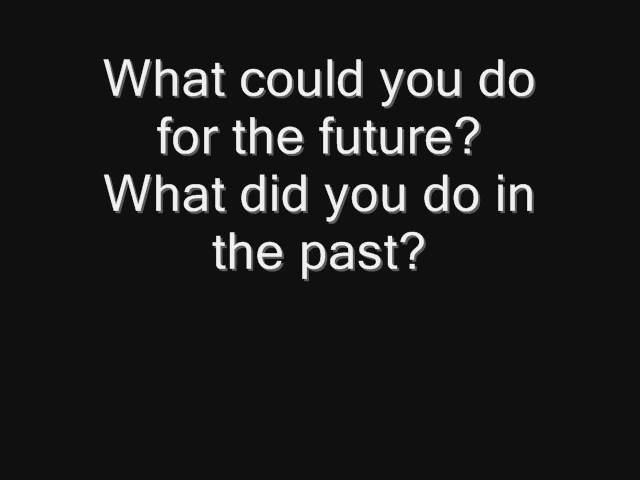 What could you do
for the future?
What did you do in
the past?